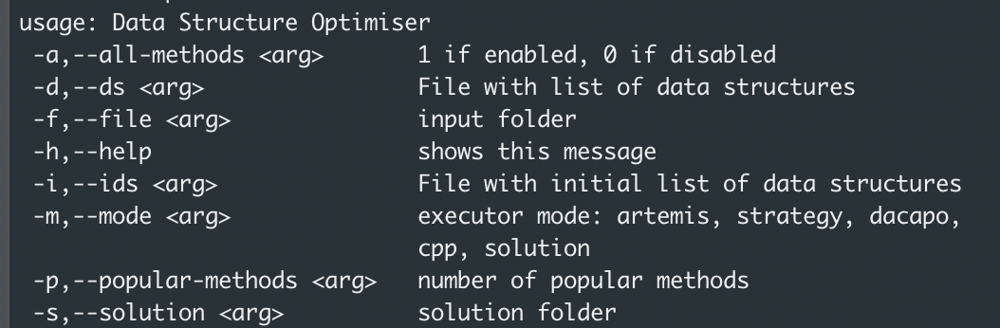 usage: Data Structure Optimiser
-a,--all-methods <arg> 1 if enabled, 0 if disabled
-d,--ds <arg> File with list of data structures
-f,--file <arg> input folder
-h,--help shows this message
-i,--ids <arg> File with initial list of data structures
-m,--mode <arg> executor mode: artemis, strategy, dacapo,
cpp, solution
-p,--popular-methods <arg> number of popular methods
-s,--solution <arg> solution folder